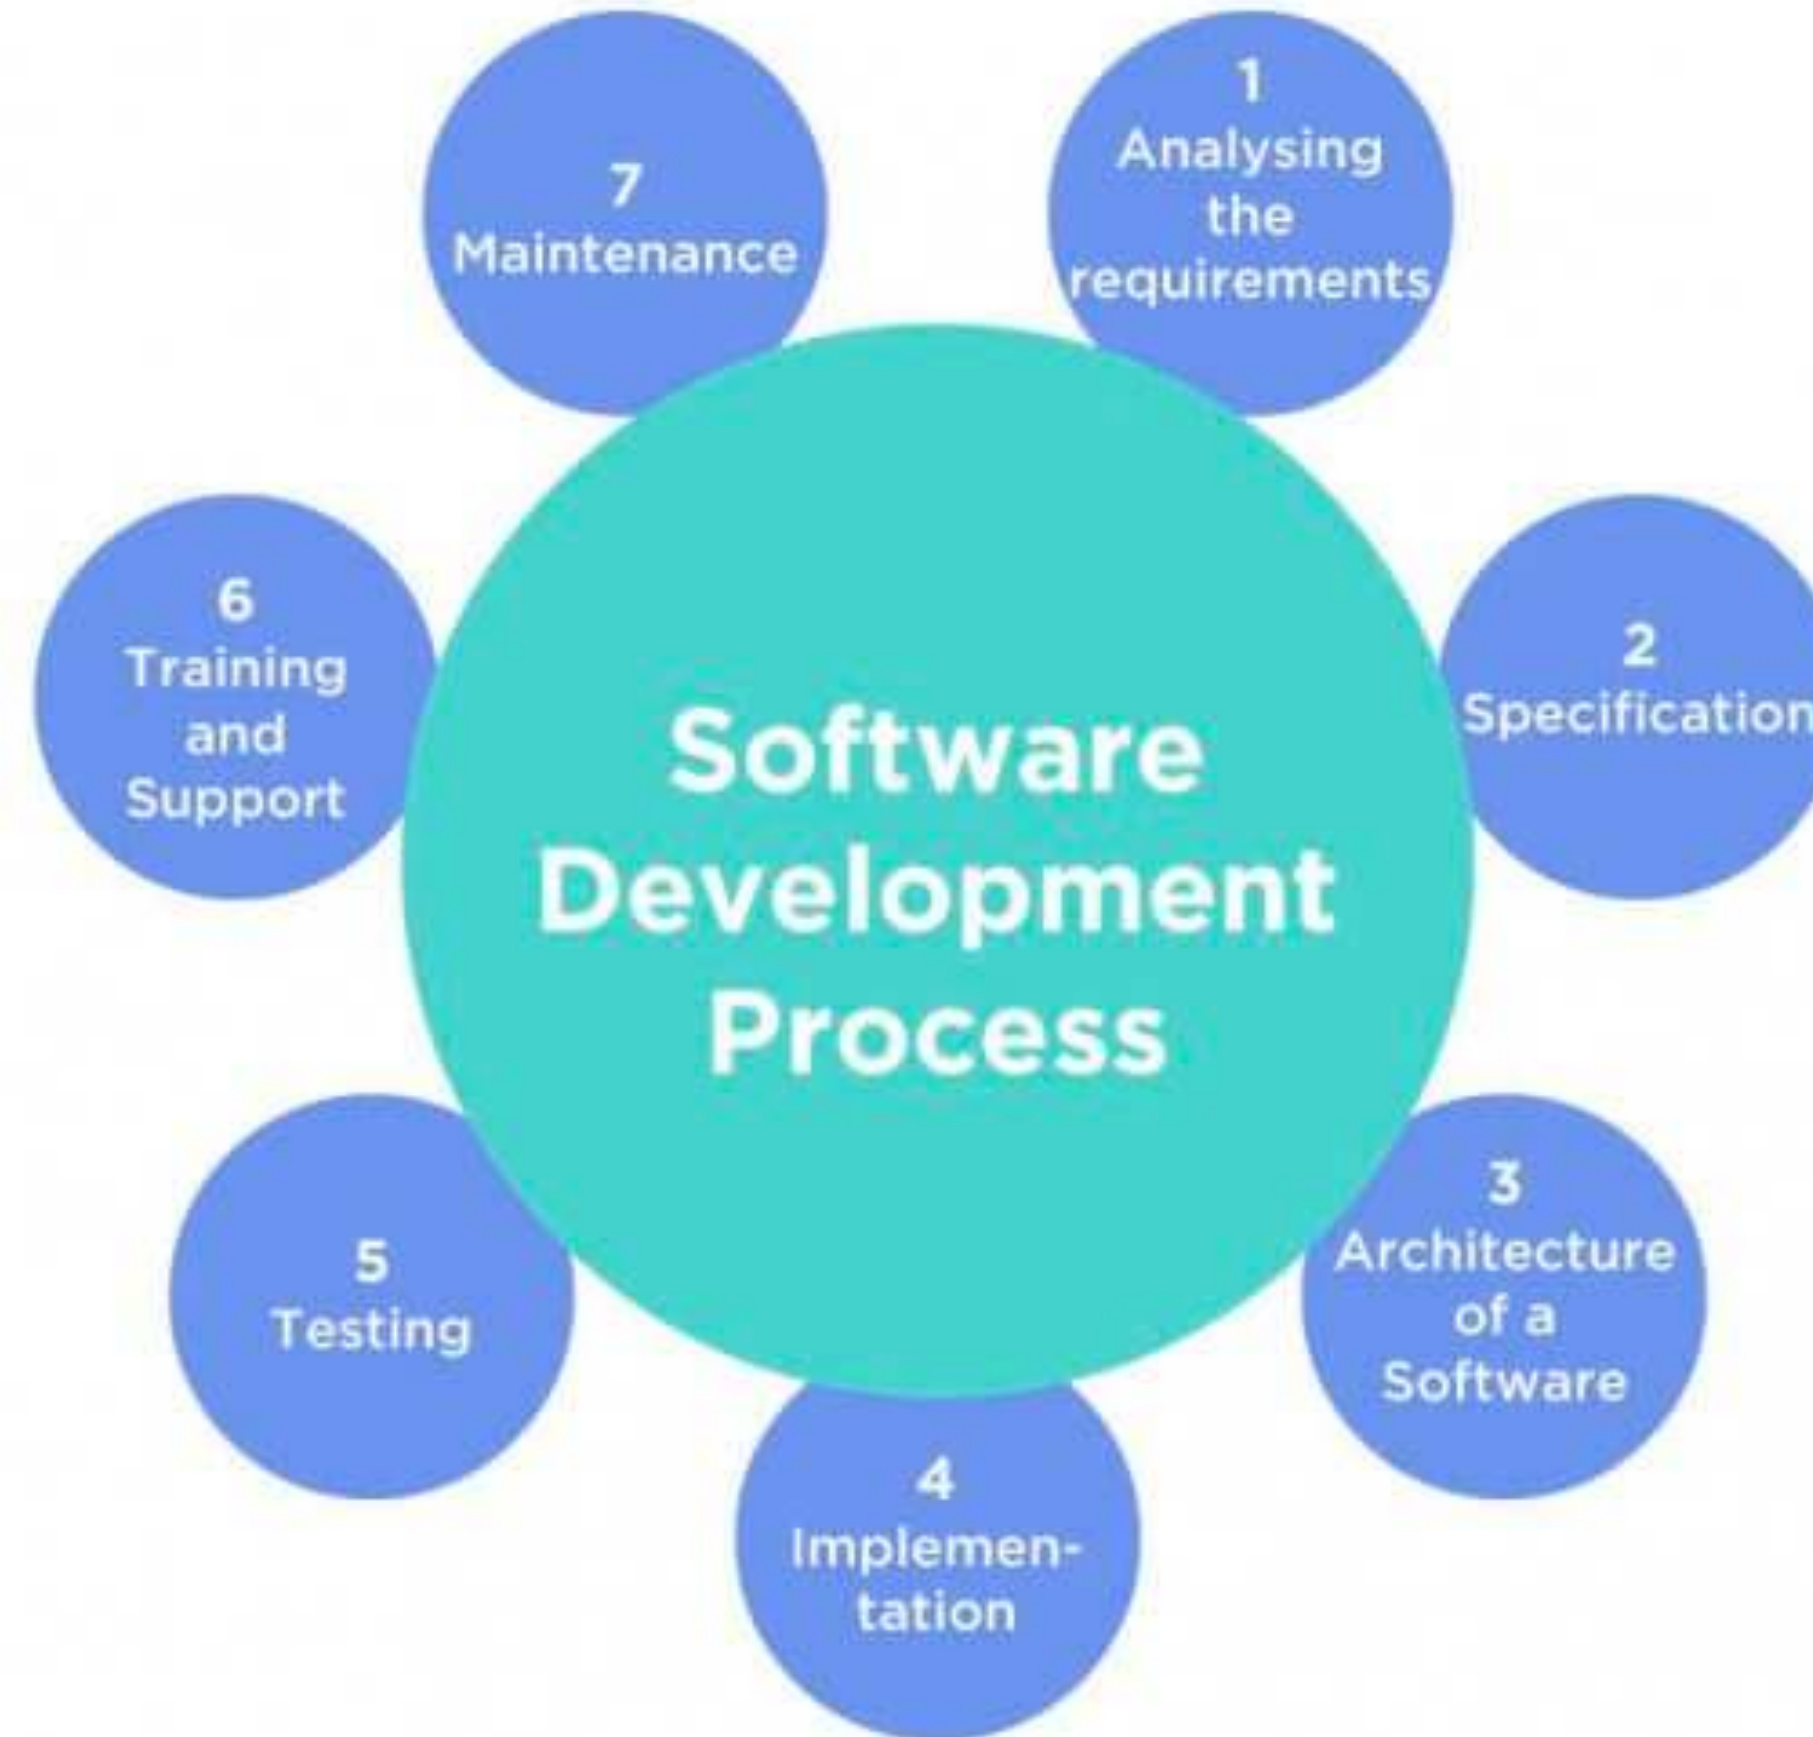 Software
Development
Process
1
Analysing
the
requirements
2
Specification
3
Architecture
of a
Software
4
Implemen-
tation
5
Testing
6
Training
and
Support
7
Maintenance